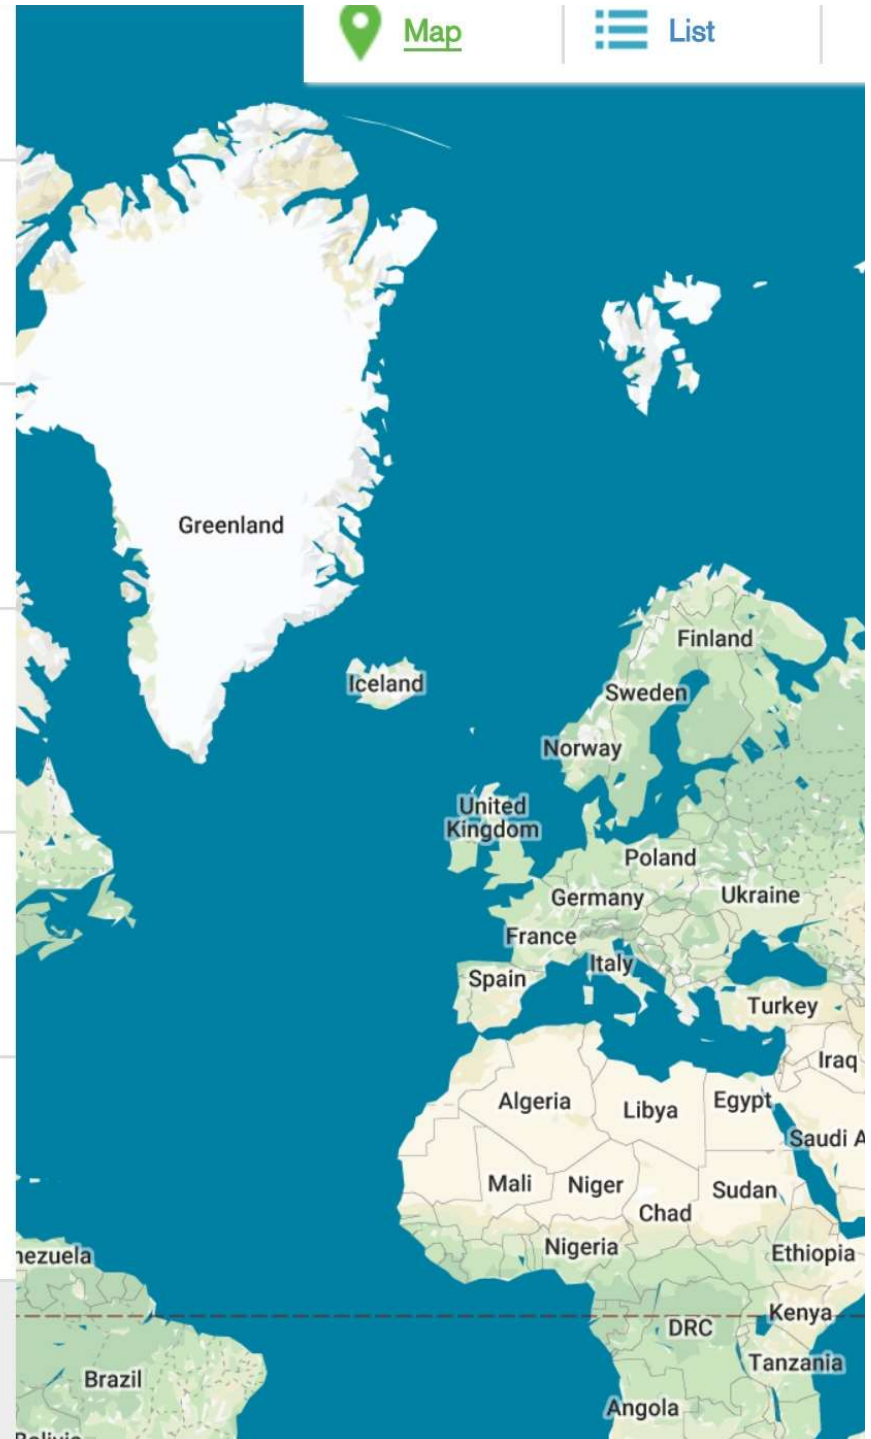 Map
List
Greenland
Finland
Iceland
Sweden
Norway
United
Kingdom
Poland
Germany
Ukraine
France
Italy
Spain
Turkey
Iraq
Algeria
Libya
Egypt
Saudi A
Mali
Niger
Sudan
Chad
Nigeria
Ethiopia
nezuela
Kenya
DRC
Tanzania
Brazil
Angola
Bolivia